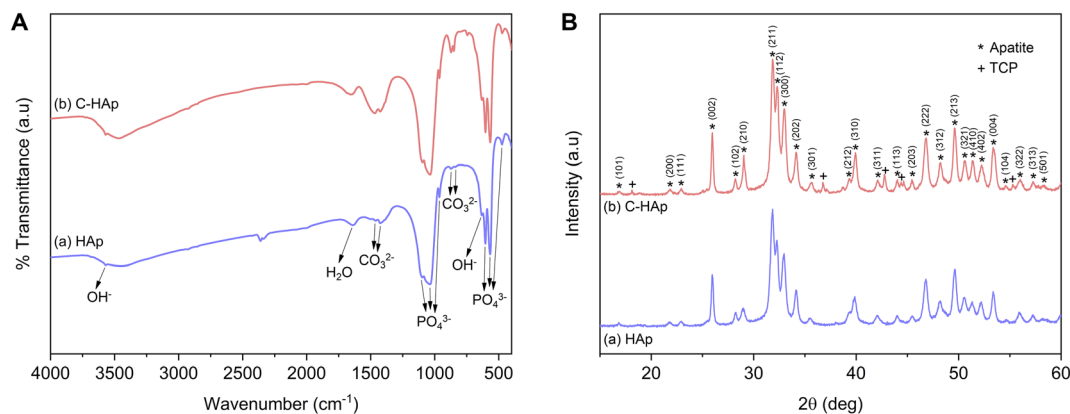 A
% Transmittance (a.u)
(b) C-HAp
(a) HAp
OH-
H₂O
CO₃²⁻
PO₄³⁻
CO₃²⁻
OH-
PO₄³⁻
4000 3500 3000 2500 2000 1500 1000 500
Wavenumber (cm⁻¹)
B
Intensity (a.u)
* Apatite
+ TCP
(101)
+
(200)
(111)
(002)
(102)
(210)
(211)
(112)
(300)
(202)
(301)
+
(212)
(310)
(311)
+
(113)
+
(203)
(222)
(312)
(213)
(321)
(410)
(402)
(004)
(104)
+
(322)
(313)
(501)
(b) C-HAp
(a) HAp
20 30 40 50 60
2θ (deg)